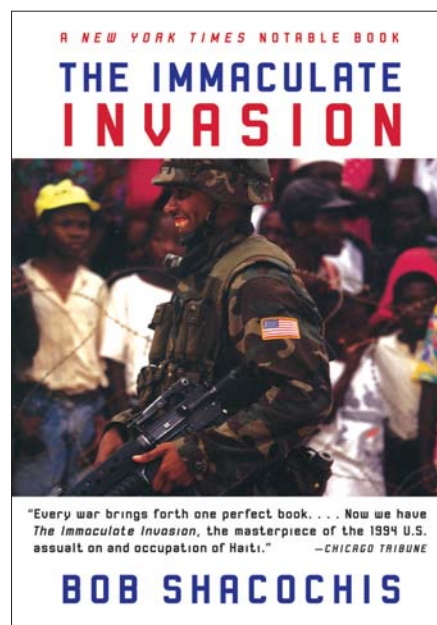 A NEW YORK TIMES NOTABLE BOOK
THE IMMACULATE
INVASION
"Every war brings forth one perfect book. . . . Now we have
The Immaculate Invasion, the masterpiece of the 1994 U.S.
assualt on and occupation of Haiti." —CHICAGO TRIBUNE
BOB SHACOCHIS